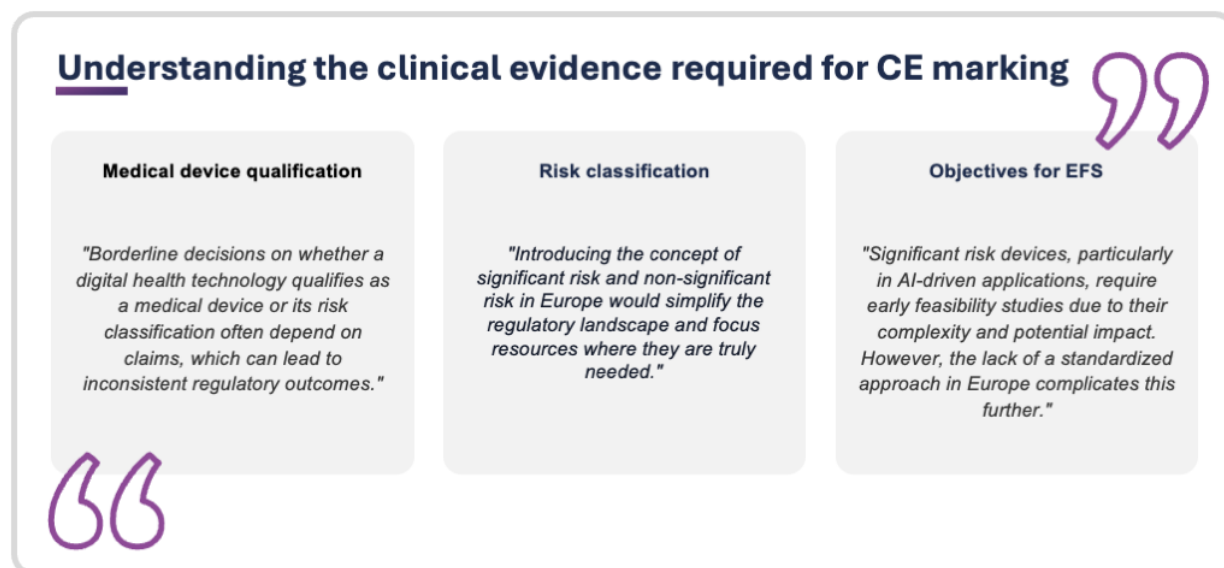 Understanding the clinical evidence required for CE marking
Medical device qualification
"Borderline decisions on whether a
digital health technology qualifies as
a medical device or its risk
classification often depend on
claims, which can lead to
inconsistent regulatory outcomes."
Risk classification
"Introducing the concept of
significant risk and non-significant
risk in Europe would simplify the
regulatory landscape and focus
resources where they are truly
needed."
Objectives for EFS
"Significant risk devices, particularly
in AI-driven applications, require
early feasibility studies due to their
complexity and potential impact.
However, the lack of a standardized
approach in Europe complicates this
further."